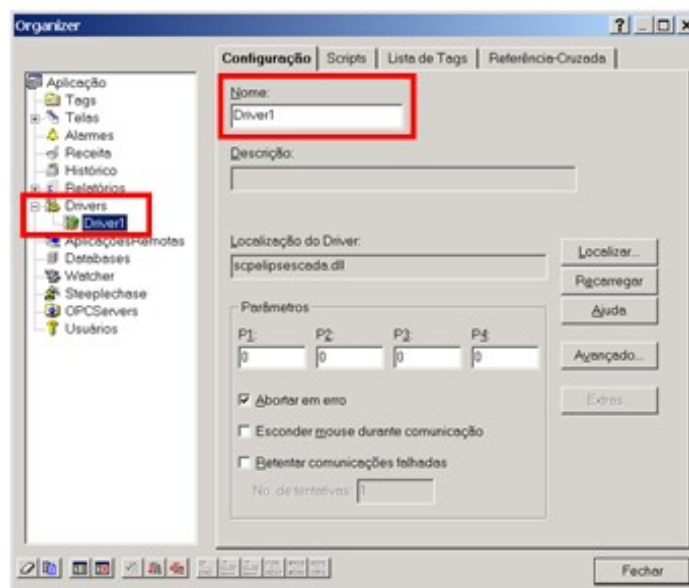 Organizer
Configuração Scripts Lista de Tags Referência-Cruzada
Aplicação
Tags
Telas
Alarmes
Receita
Histórico
Relatórios
Drivers
Driver1
AplicaçõesRemotas
Databases
Watcher
Steeplechase
OPCServers
Usuários
Nome:
Driver1
Descrição:
Localização do Driver:
scpelipsescada.dll
Localizar...
Recarregar
Ajuda
Avançado...
Extras...
Parâmetros
P1: P2: P3: P4:
0 0 0 0
Abortar em erro
Esconder mouse durante comunicação
Retentar comunicações falhadas
No. de tentativas: 1
Fechar